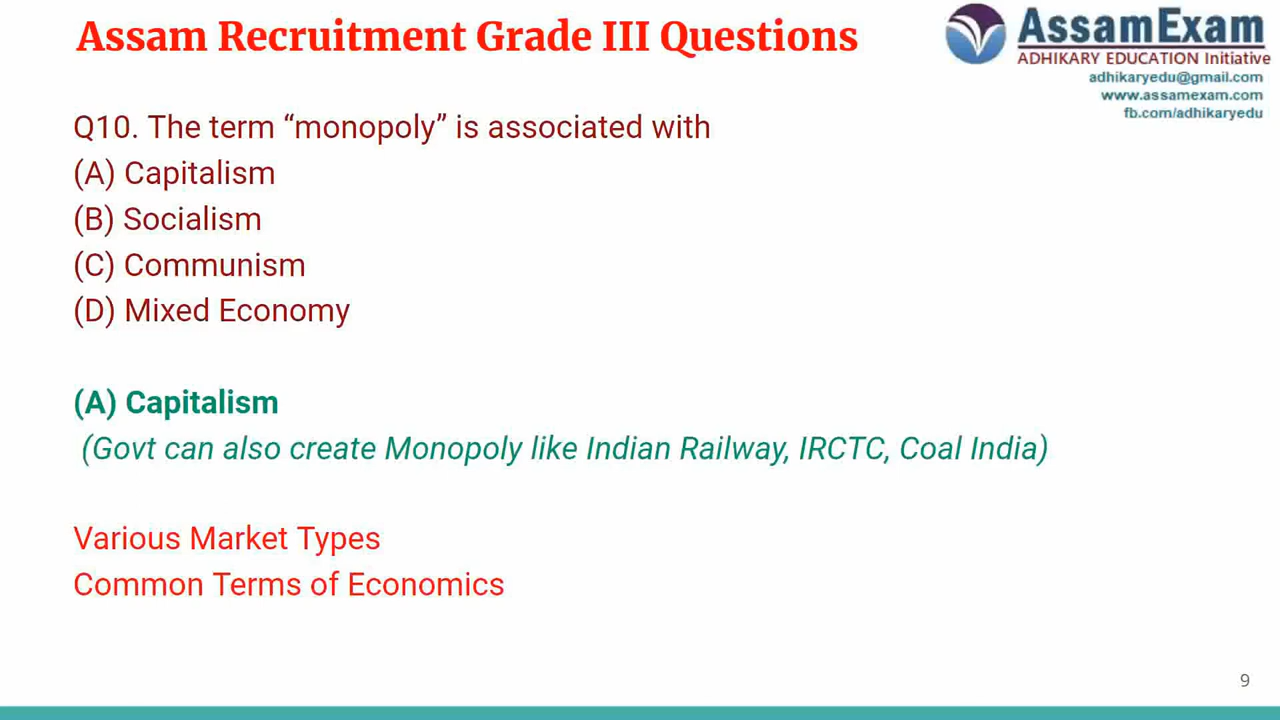 Assam Recruitment Grade III Questions
AssamExam
ADHIKARY EDUCATION Initiative
adhikaryedu@gmail.com
www.assamexam.com
fb.com/adhikaryedu
Q10. The term “monopoly” is associated with
(A) Capitalism
(B) Socialism
(C) Communism
(D) Mixed Economy
(A) Capitalism
(Govt can also create Monopoly like Indian Railway, IRCTC, Coal India)
Various Market Types
Common Terms of Economics
9